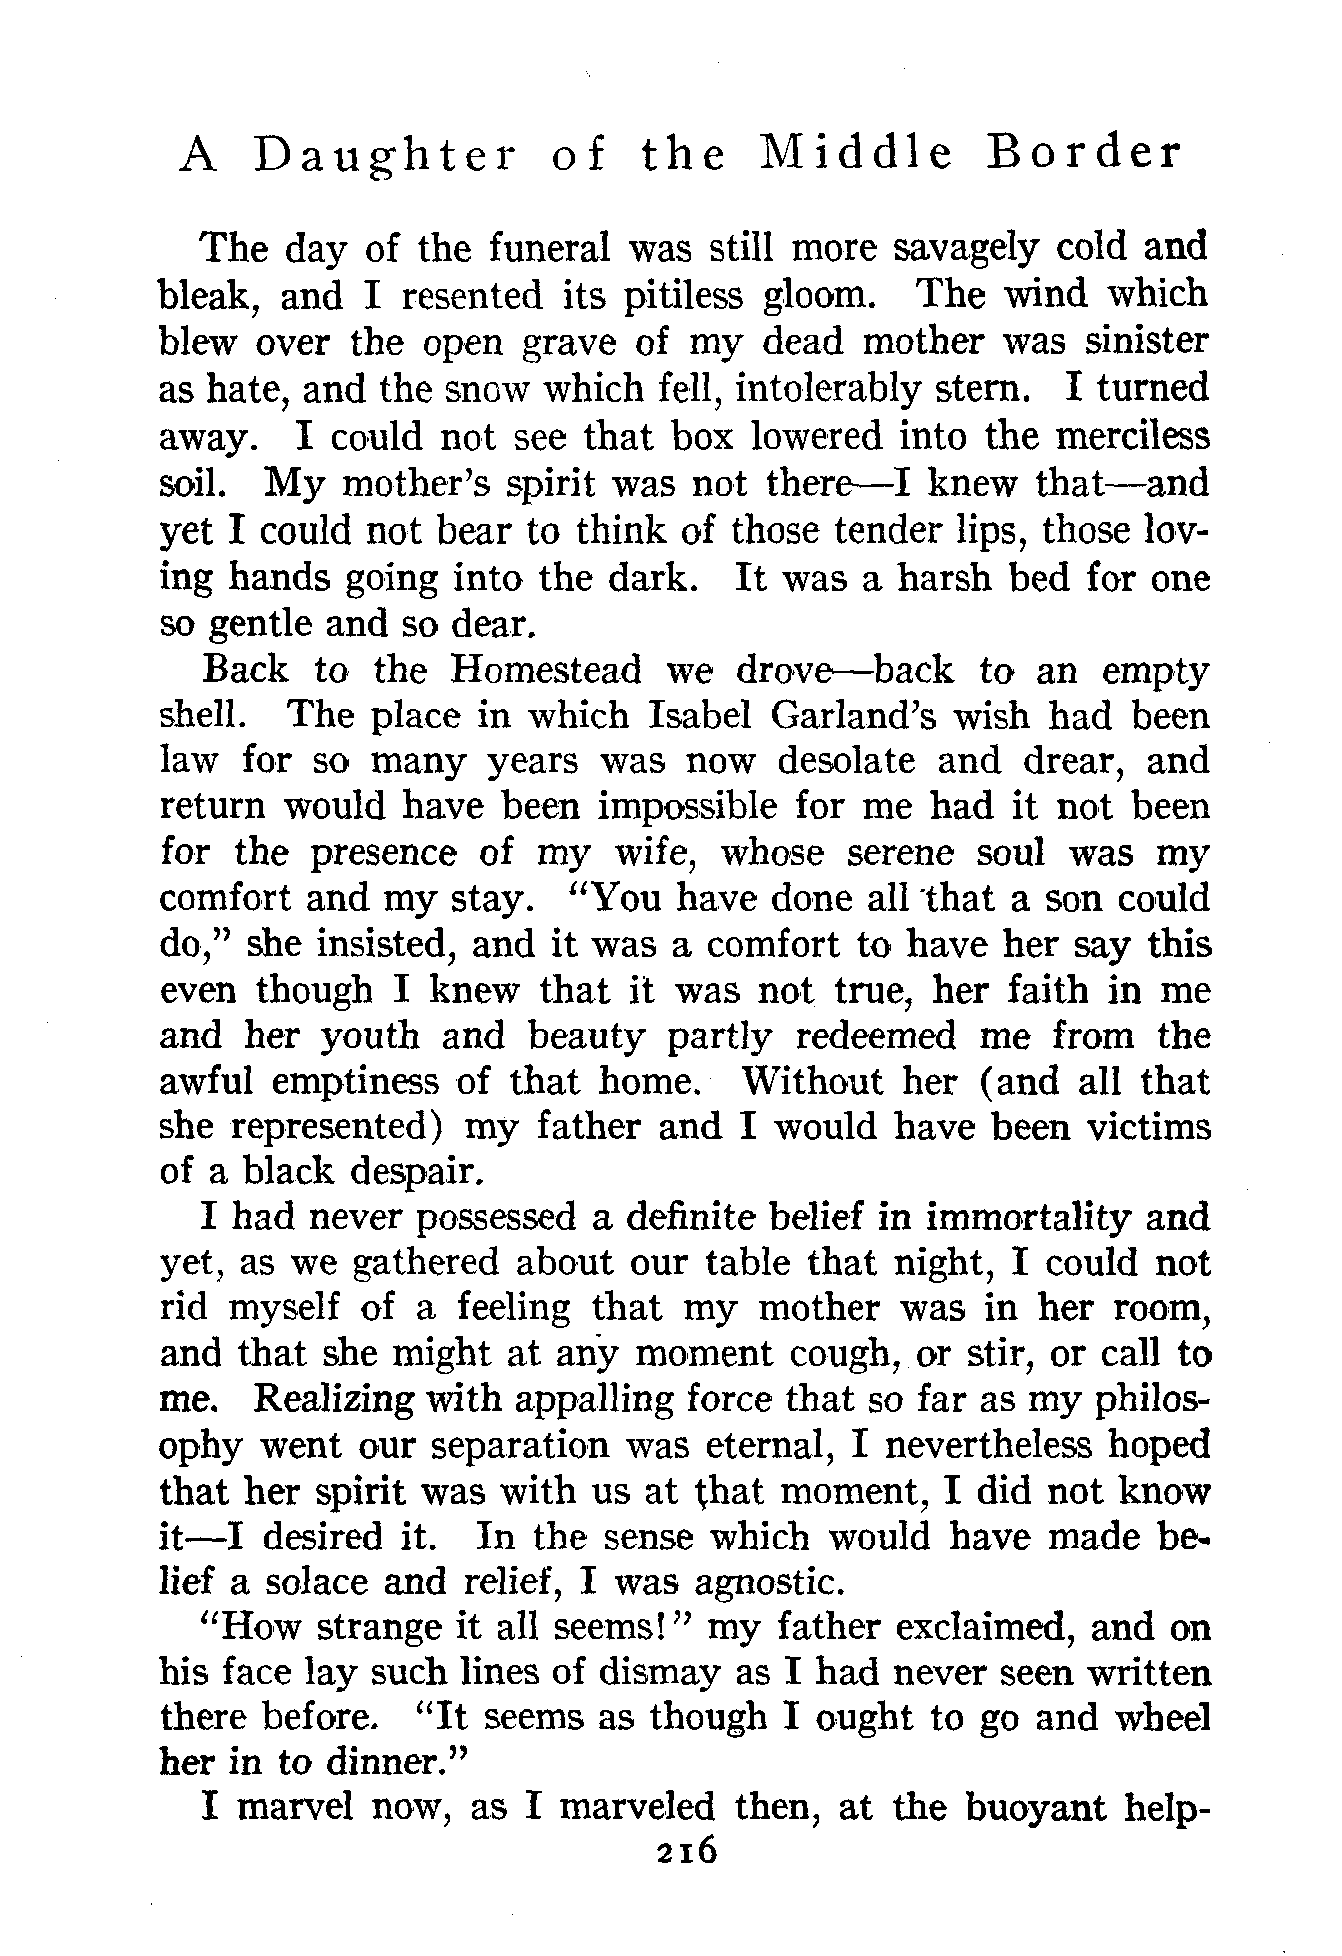 A Daughter of the Middle Border
The day of the funeral was still more savagely cold and
bleak, and I resented its pitiless gloom. The wind which
blew over the open grave of my dead mother was sinister
as hate, and the snow which fell, intolerably stern. I turned
away. I could not see that box lowered into the merciless
soil. My mother's spirit was not there—I knew that—and
yet I could not bear to think of those tender lips, those lov-
ing hands going into the dark. It was a harsh bed for one
so gentle and so dear.
Back to the Homestead we drove—back to an empty
shell. The place in which Isabel Garland's wish had been
law for so many years was now desolate and drear, and
return would have been impossible for me had it not been
for the presence of my wife, whose serene soul was my
comfort and my stay. "You have done all that a son could
do," she insisted, and it was a comfort to have her say this
even though I knew that it was not true, her faith in me
and her youth and beauty partly redeemed me from the
awful emptiness of that home. Without her (and all that
she represented) my father and I would have been victims
of a black despair.
I had never possessed a definite belief in immortality and
yet, as we gathered about our table that night, I could not
rid myself of a feeling that my mother was in her room,
and that she might at any moment cough, or stir, or call to
me. Realizing with appalling force that so far as my philos-
ophy went our separation was eternal, I nevertheless hoped
that her spirit was with us at that moment, I did not know
it—I desired it. In the sense which would have made be-
lief a solace and relief, I was agnostic.
"How strange it all seems!" my father exclaimed, and on
his face lay such lines of dismay as I had never seen written
there before. "It seems as though I ought to go and wheel
her in to dinner."
I marvel now, as I marveled then, at the buoyant help-
216